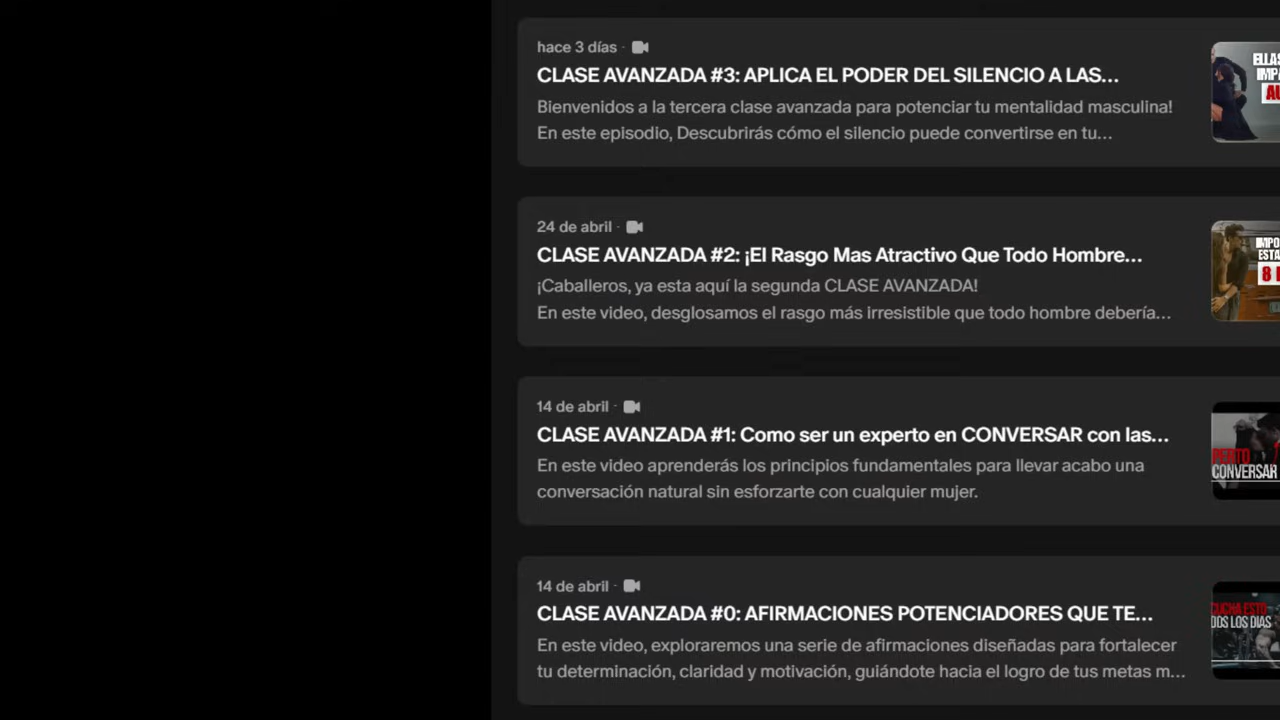 hace 3 días ·
CLASE AVANZADA #3: APLICA EL PODER DEL SILENCIO A LAS...
Bienvenidos a la tercera clase avanzada para potenciar tu mentalidad masculina!
En este episodio, Descubrirás cómo el silencio puede convertirse en tu...
24 de abril ·
CLASE AVANZADA #2: ¡El Rasgo Mas Atractivo Que Todo Hombre...
¡Caballeros, ya esta aquí la segunda CLASE AVANZADA!
En este video, desglosamos el rasgo más irresistible que todo hombre debería...
8
14 de abril ·
CLASE AVANZADA #1: Como ser un experto en CONVERSAR con las...
En este video aprenderás los principios fundamentales para llevar acabo una
conversación natural sin esforzarte con cualquier mujer.
CONVERSAR
14 de abril ·
CLASE AVANZADA #0: AFIRMACIONES POTENCIADORES QUE TE...
En este video, exploraremos una serie de afirmaciones diseñadas para fortalecer
tu determinación, claridad y motivación, guiándote hacia el logro de tus metas m...
ESTO
LOS DIAS